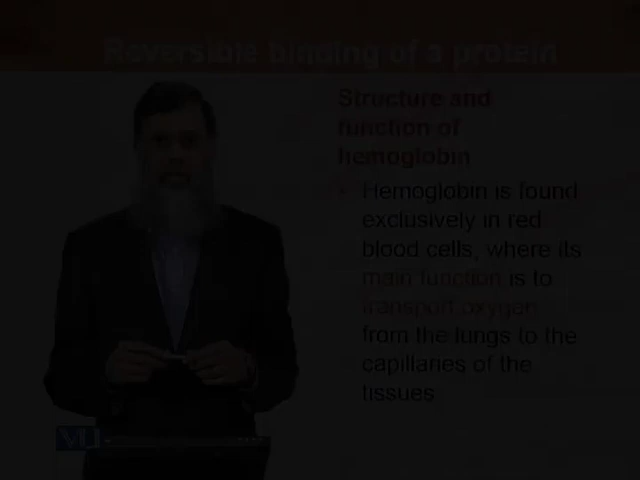 Reversible binding of a protein
Structure and
function of
hemoglobin
• Hemoglobin is found
exclusively in red
blood cells, where its
main function is to
transport oxygen
from the lungs to the
capillaries of the
tissues
VU